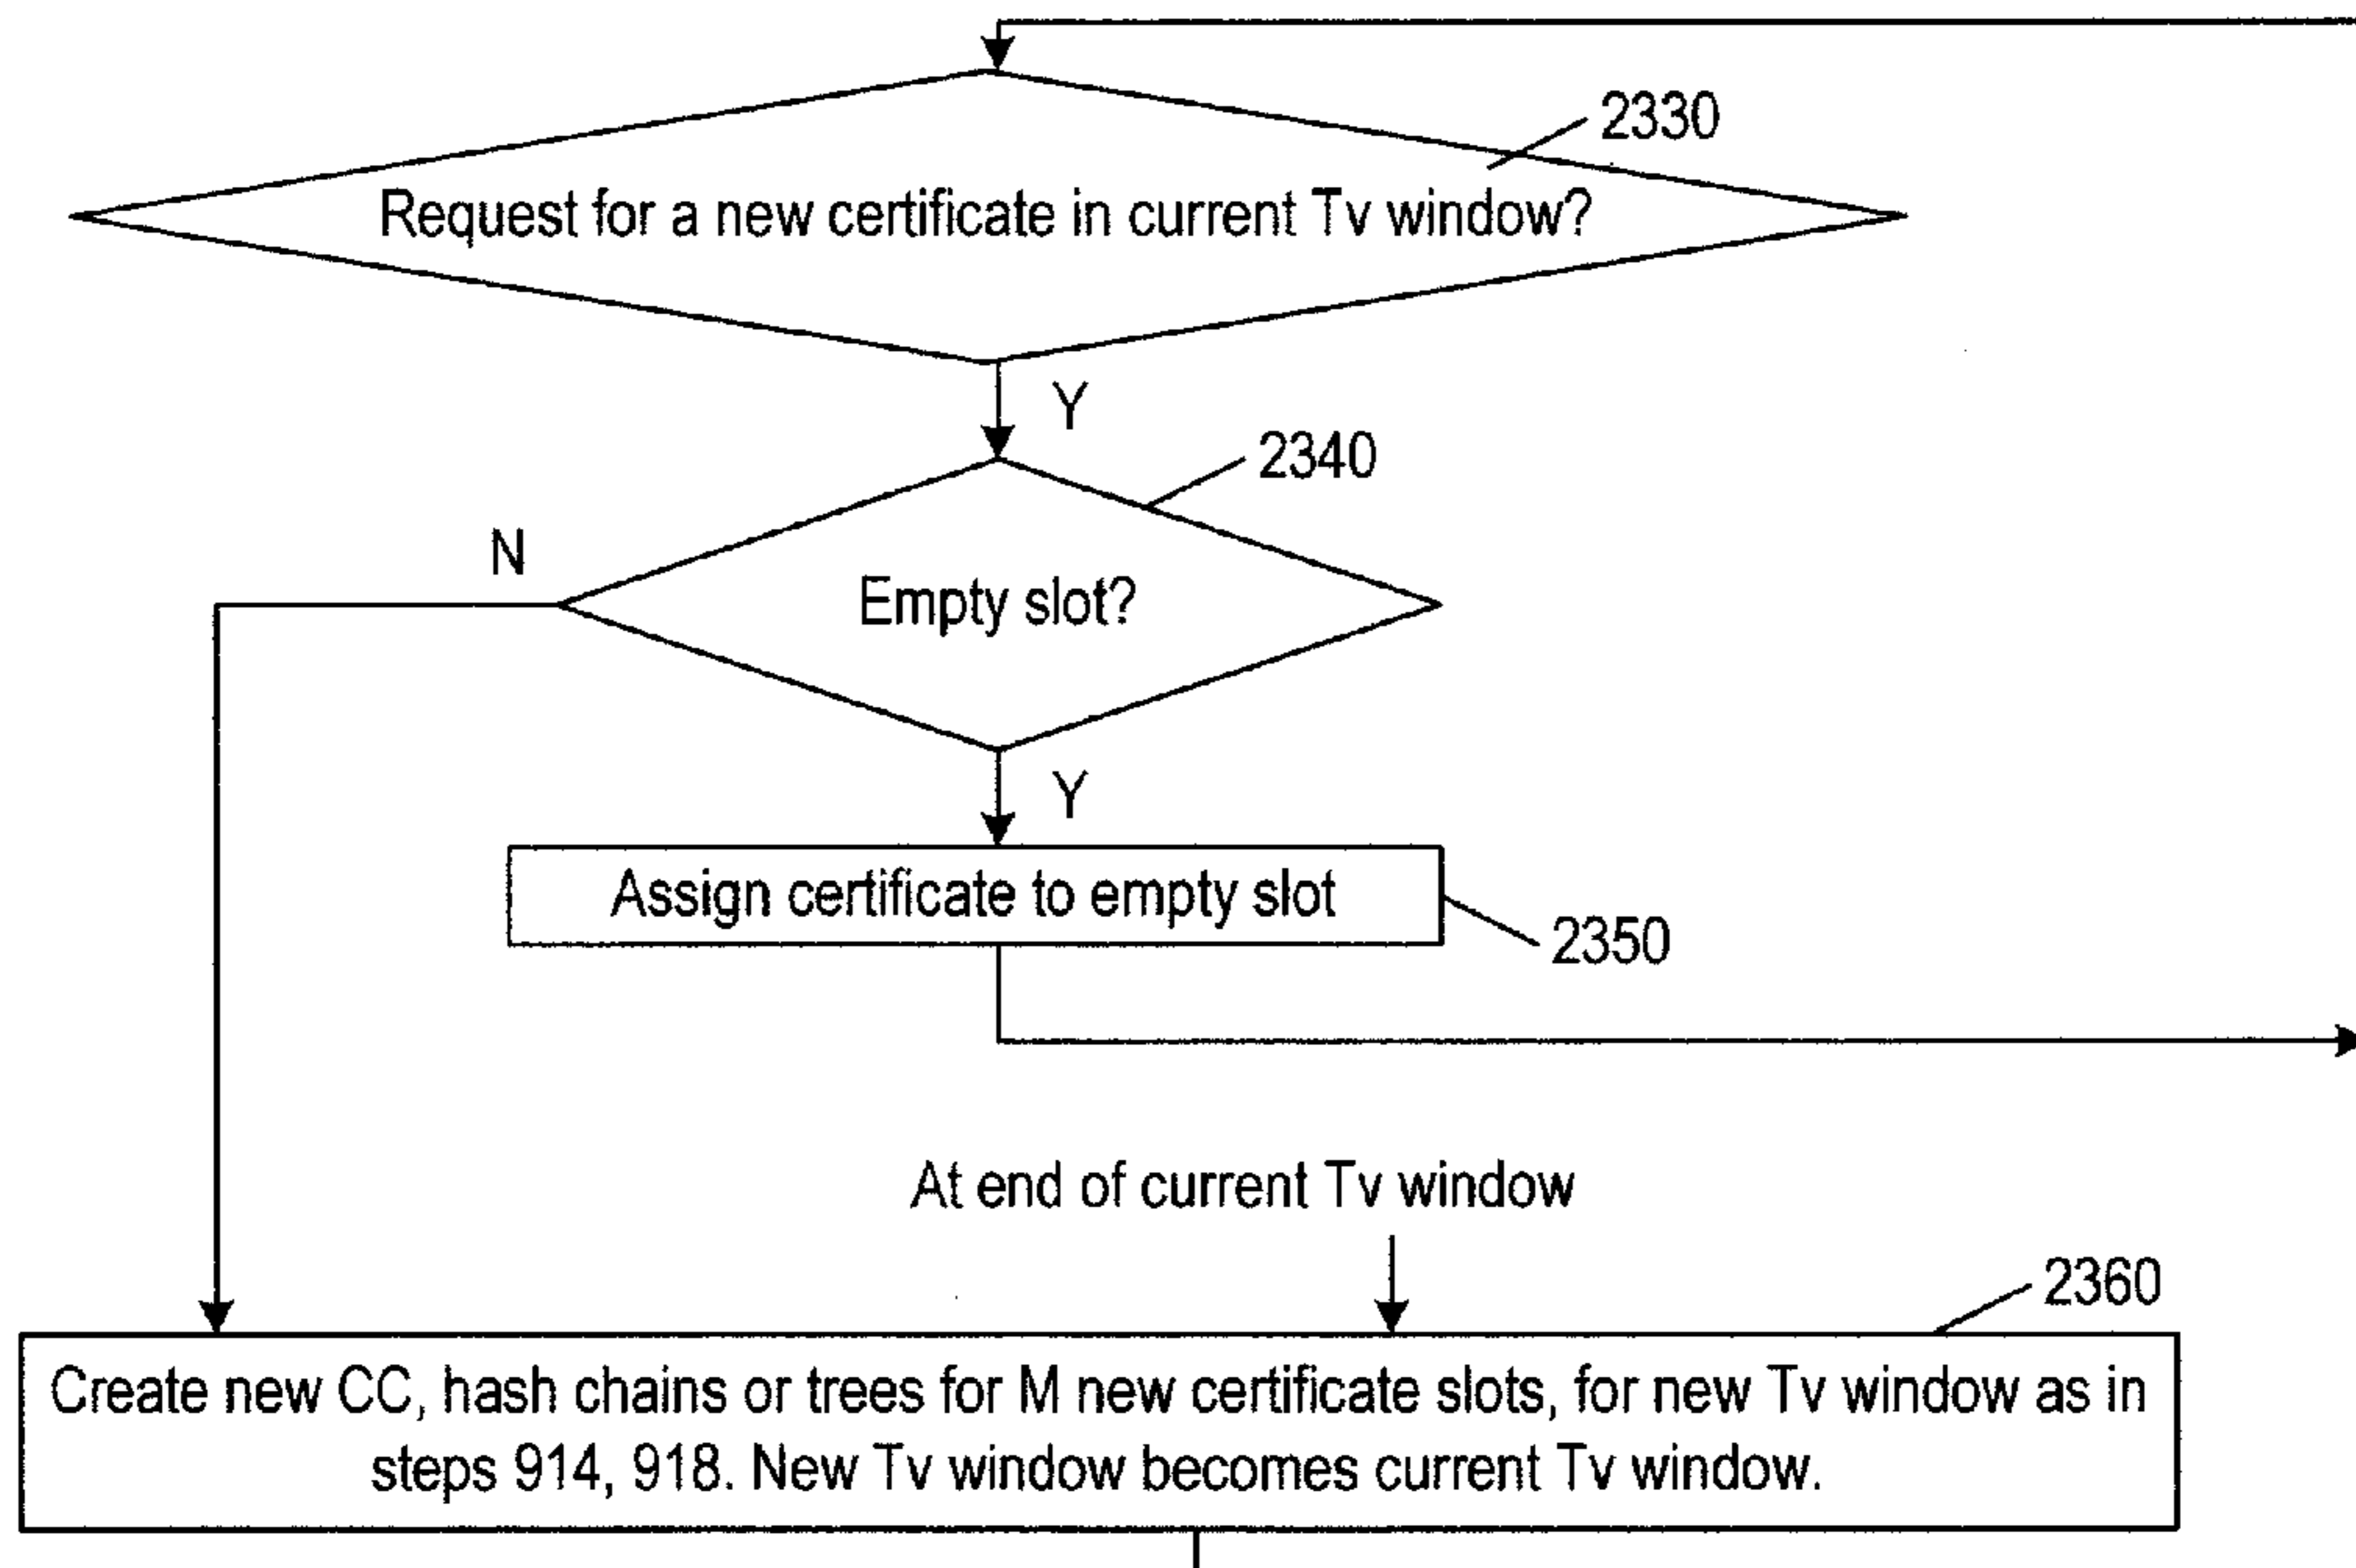 2330
Request for a new certificate in current Tv window?
Y
2340
N
Empty slot?
Y
Assign certificate to empty slot
2350
At end of current Tv window
2360
Create new CC, hash chains or trees for M new certificate slots, for new Tv window as in
steps 914, 918. New Tv window becomes current Tv window.